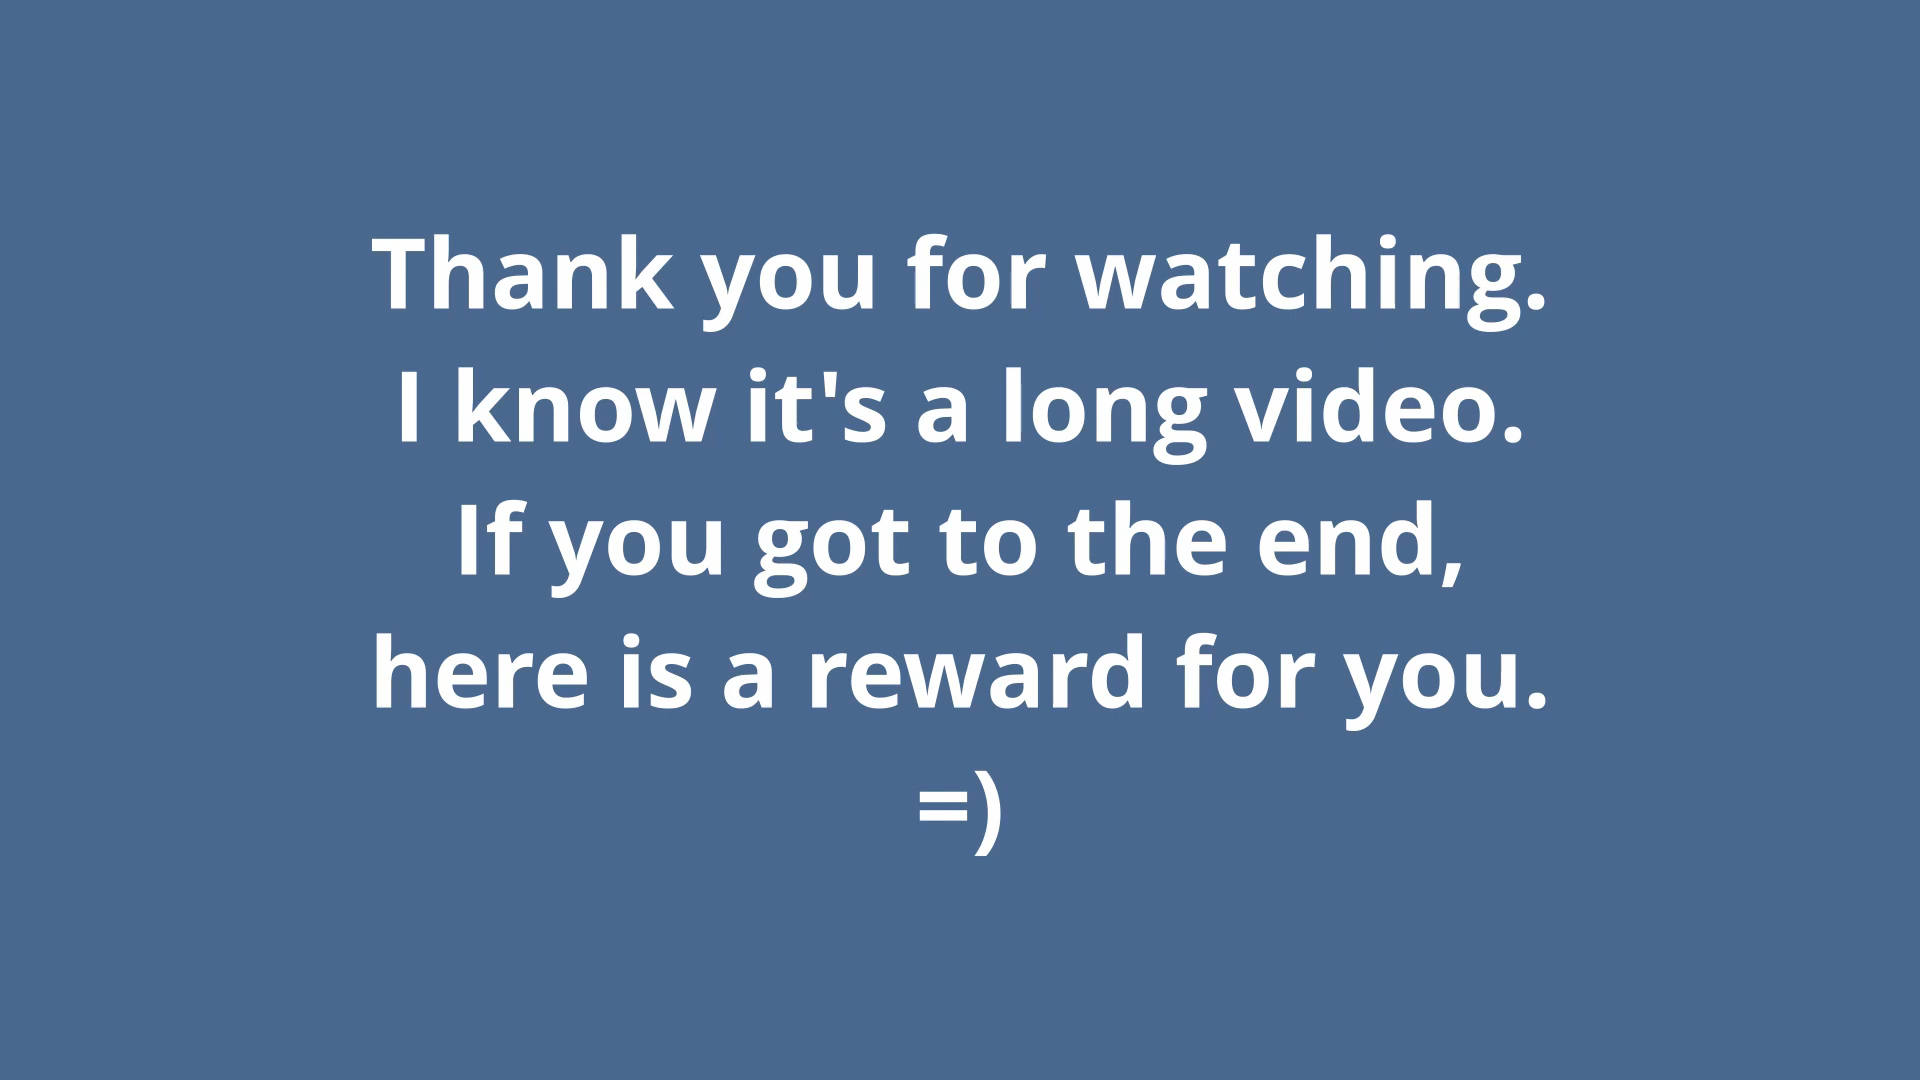 Thank you for watching.
I know it's a long video.
If you got to the end,
here is a reward for you.
=)